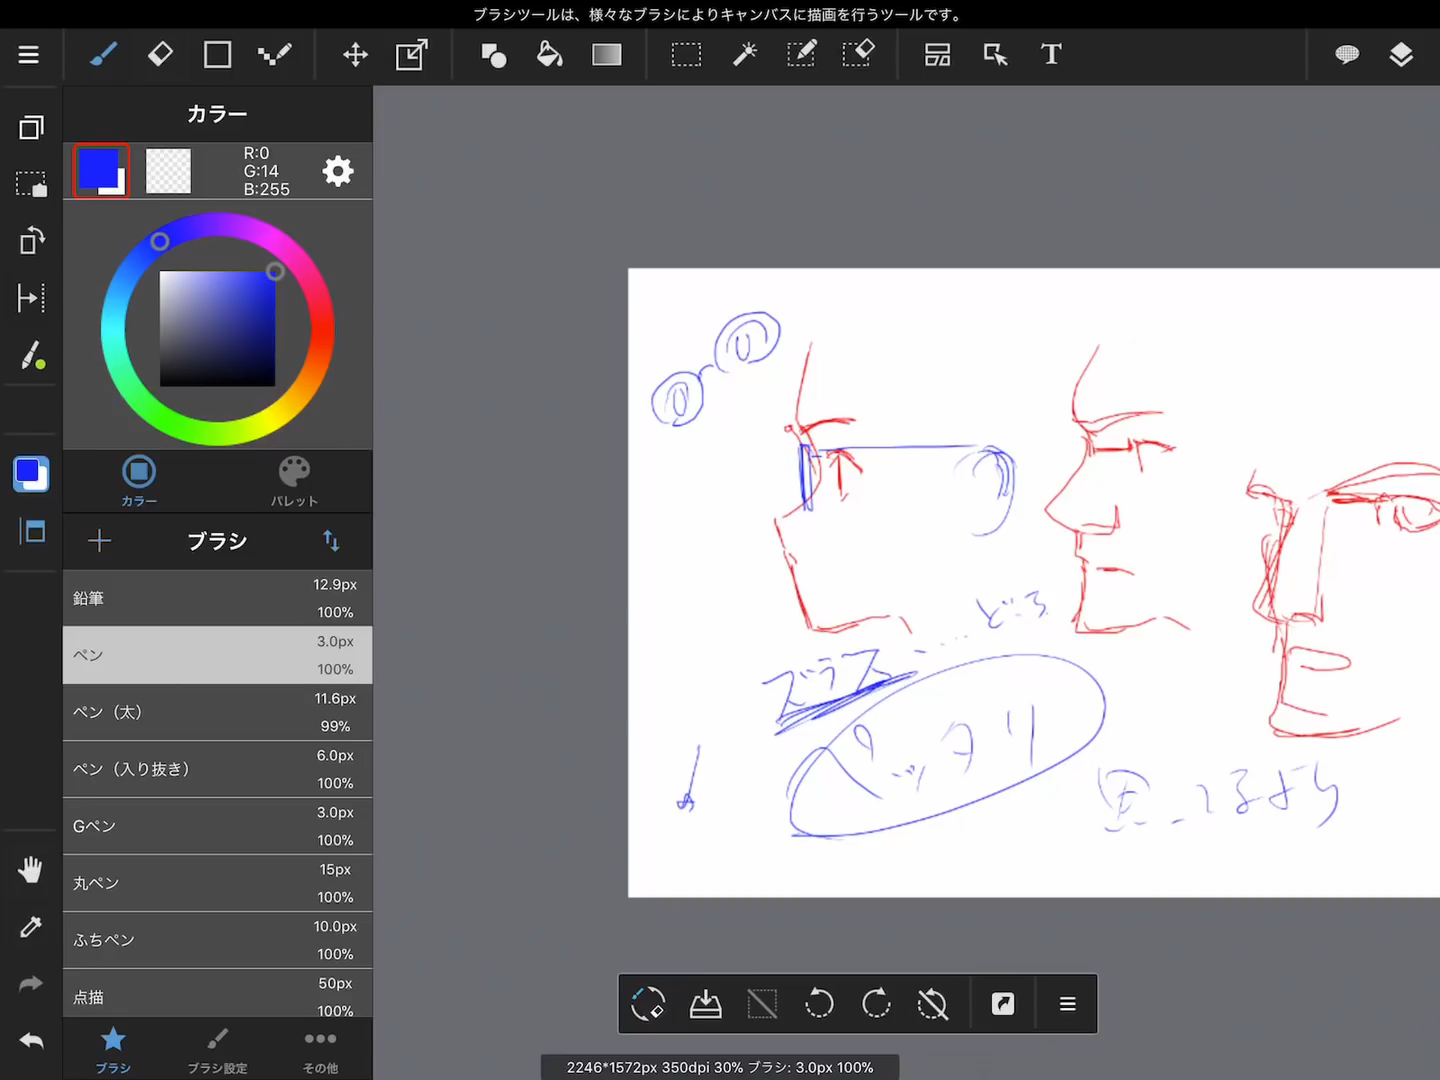 ブラシツールは、様々なブラシによりキャンバスに描画を行うツールです。
T
カラー
R:0
G:14
B:255
カラー
パレット
ブラシ
鉛筆
12.9px
100%
ペン
3.0px
100%
ペン（太）
11.6px
99%
ペン（入り抜き）
6.0px
100%
Gペン
3.0px
100%
丸ペン
15px
100%
ふちペン
10.0px
100%
点描
50px
100%
ブラシ
ブラシ設定
その他
ペッタリ
2246*1572px 350dpi 30% ブラシ: 3.0px 100%